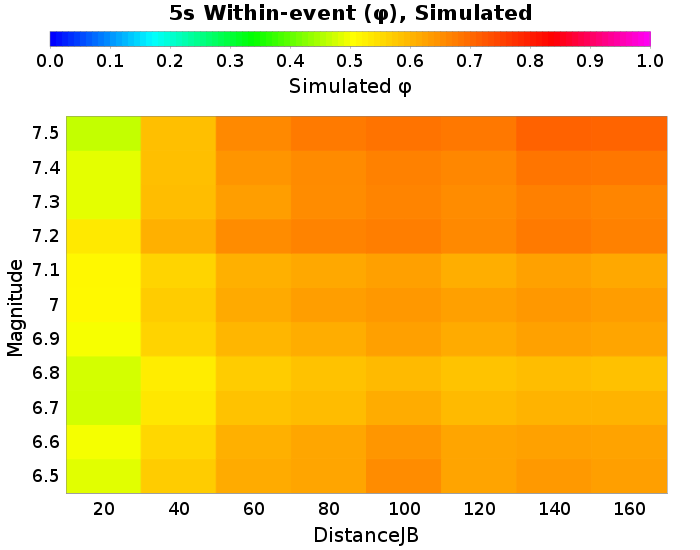 5s Within-event (φ), Simulated
0.0 0.1 0.2 0.3 0.4 0.5 0.6 0.7 0.8 0.9 1.0
Simulated φ
7.5
7.4
7.3
7.2
7.1
7
6.9
6.8
6.7
6.6
6.5
Magnitude
20 40 60 80 100 120 140 160
DistanceJB